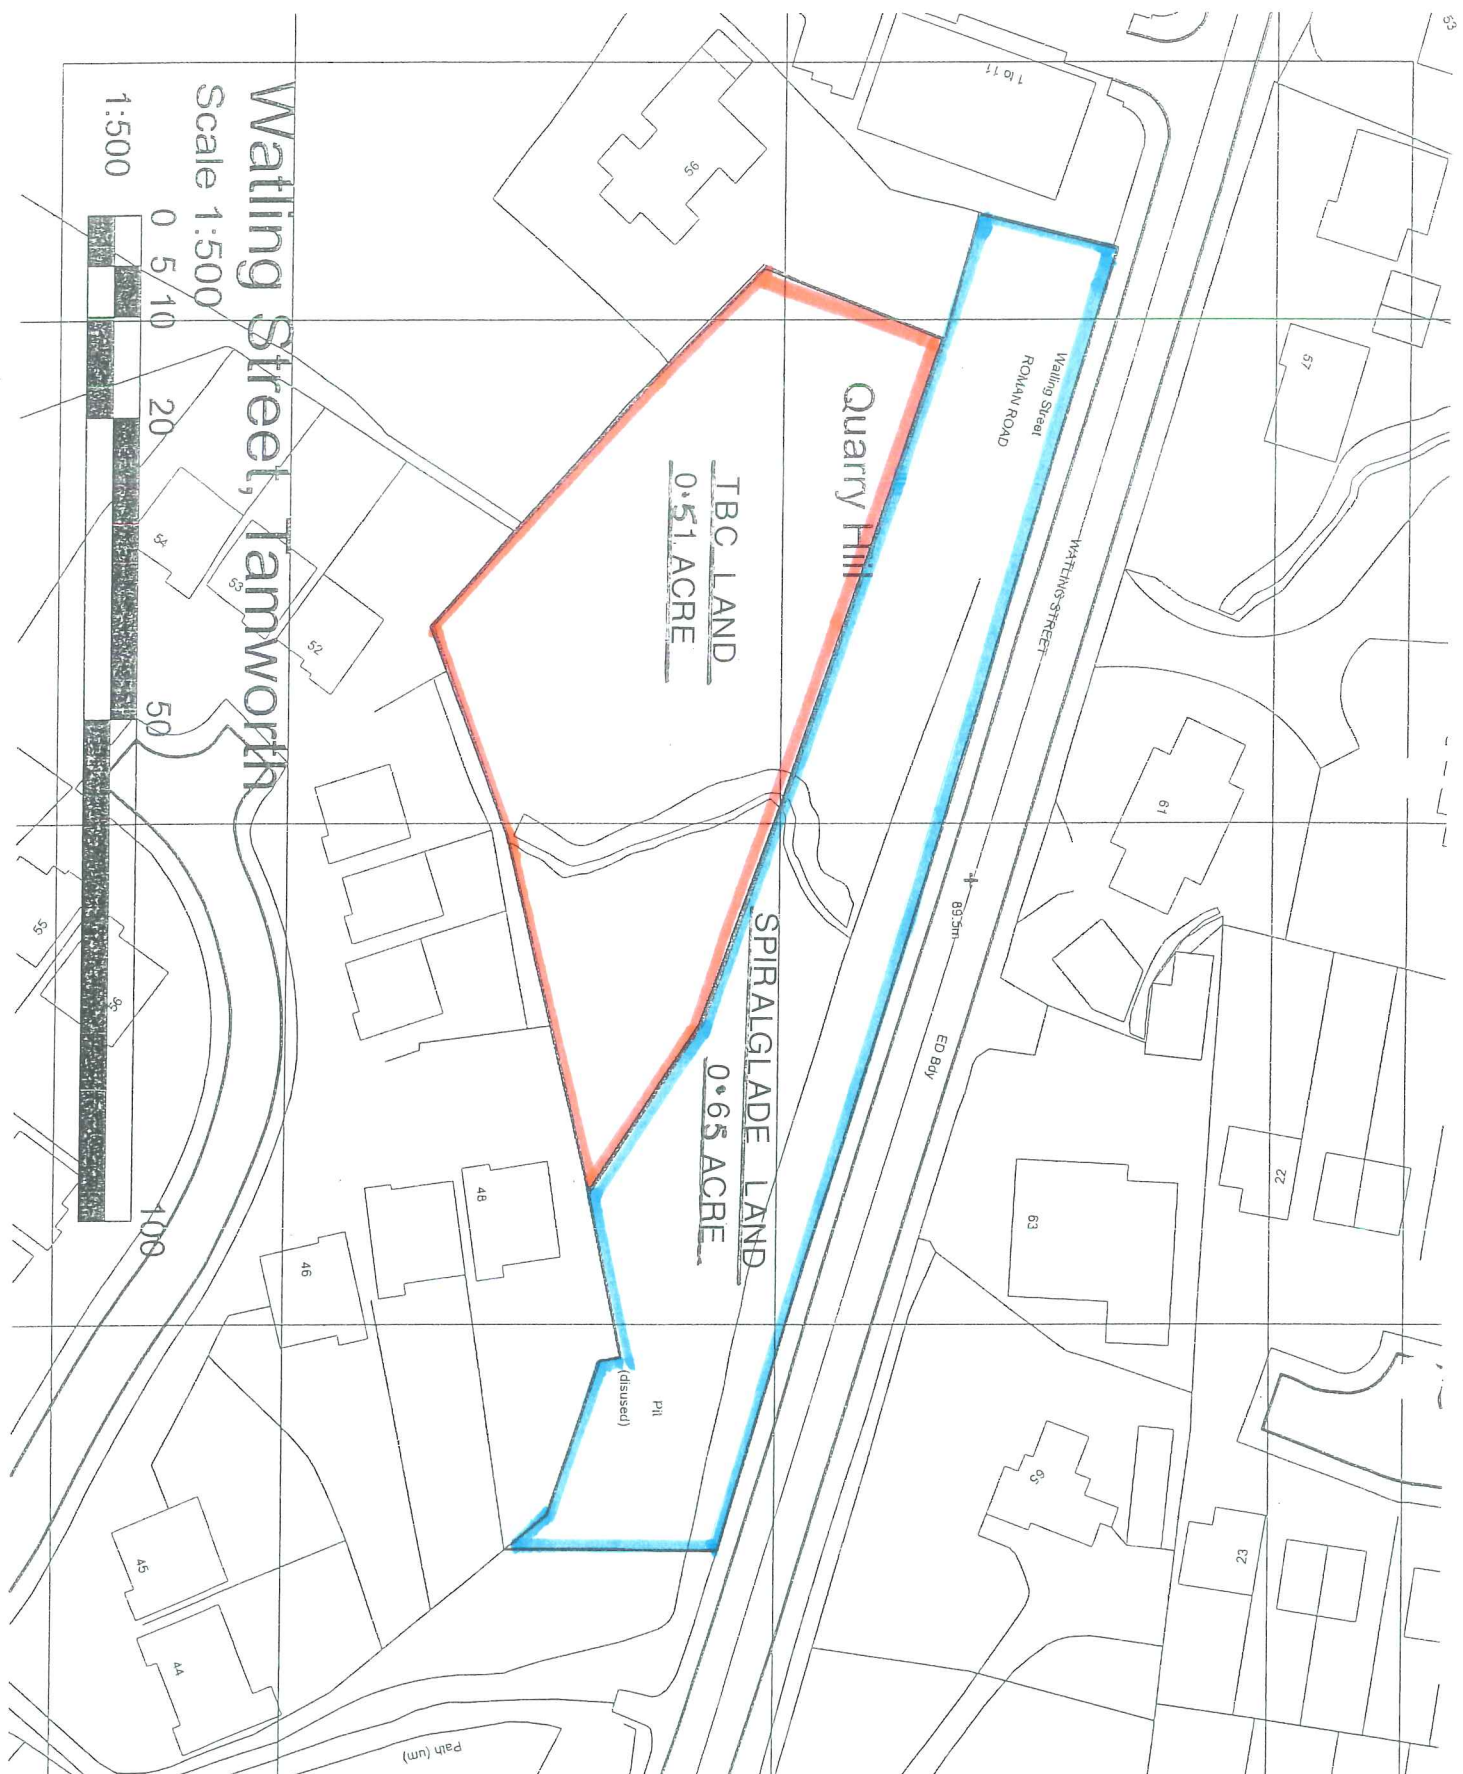 Watling Street, Tamworth
Scale 1:500
1:500
0 5 10 20 50 100
Quarry Hill
TBC LAND
0.51 ACRE
SPIRALGLADE LAND
0.65 ACRE
Watling Street
ROMAN ROAD
WATLING STREET
89.5m
ED Bdy
Pit
(disused)
Path (um)
1 to 11
56
57
61
63
65
22
23
54
53
52
55
56
48
46
45
44
53